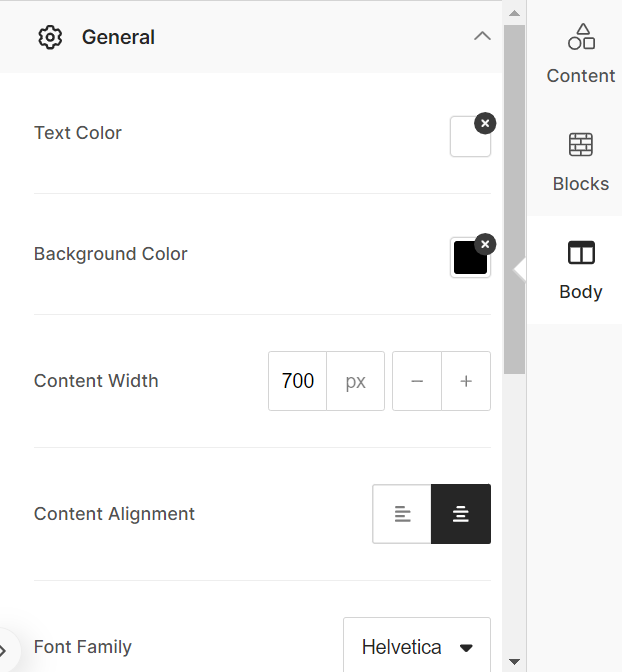 General
Text Color
Background Color
Content Width 700 px − +
Content Alignment
Font Family Helvetica
Content
Blocks
Body